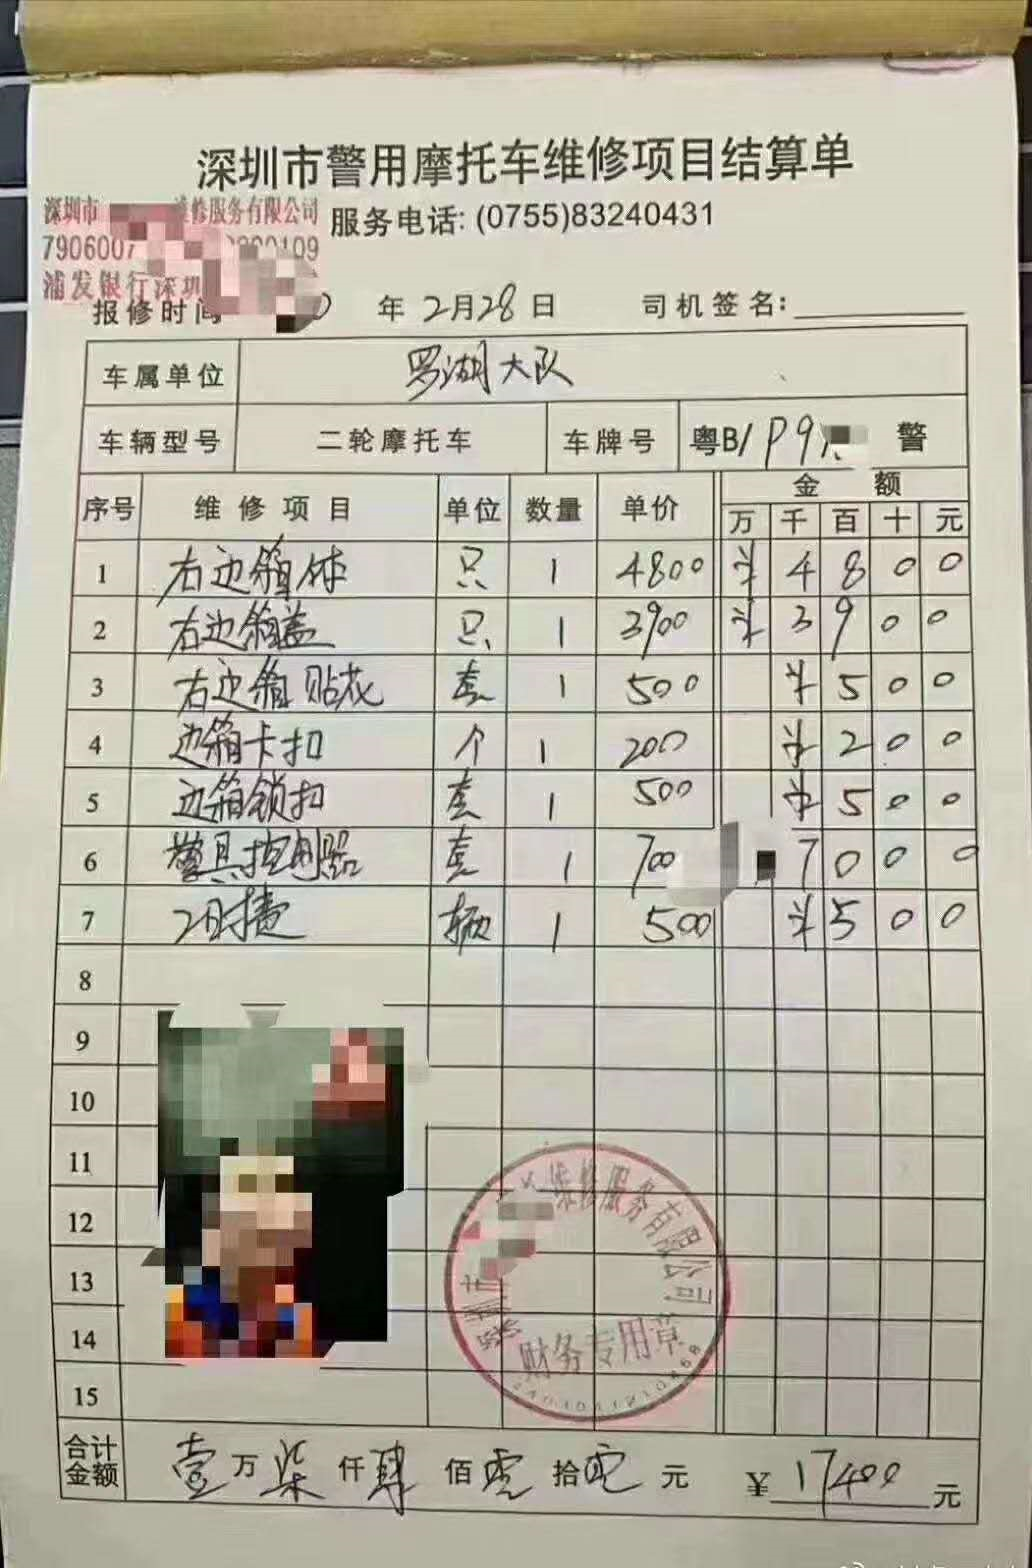 深圳市警用摩托车维修项目结算单
深圳市 维修服务有限公司
服务电话: (0755)83240431
7906007
浦发银行深圳
报修时间 年 2月28日 司机签名:
车属单位 罗湖大队
车辆型号 二轮摩托车 车牌号 粤B/P9 警
序号 维修项目 单位 数量 单价 金额
万 千 百 十 元
1 右边箱体 只 1 4800 4 8 0 0
2 右边箱盖 只 1 3900 3 9 0 0
3 右边箱贴花 套 1 500 5 0 0
4 边箱卡扣 个 1 200 2 0 0
5 边箱锁扣 套 1 500 5 0 0
6 警具控制器 套 1 700 7 0 0 0
7 工时费 辆 1 500 5 0 0
8
9
10
11
12
13
14
15
维修服务有限公司
财务专用章
合计金额 壹万柒仟肆佰零拾零元 ¥17400元